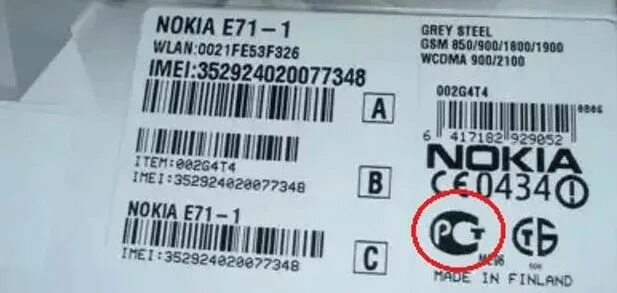 NOKIA E71-1
WLAN:0021FE53F326
IMEI:352924020077348
A
ITEM:002G4T4
IMEI:352924020077348
B
NOKIA E71-1
IMEI:352924020077348
C
GREY STEEL
GSM 850/900/1800/1900
WCDMA 900/2100
002G4T4
6 417182 929052
NOKIA
CE0434
РСТ
MADE IN FINLAND